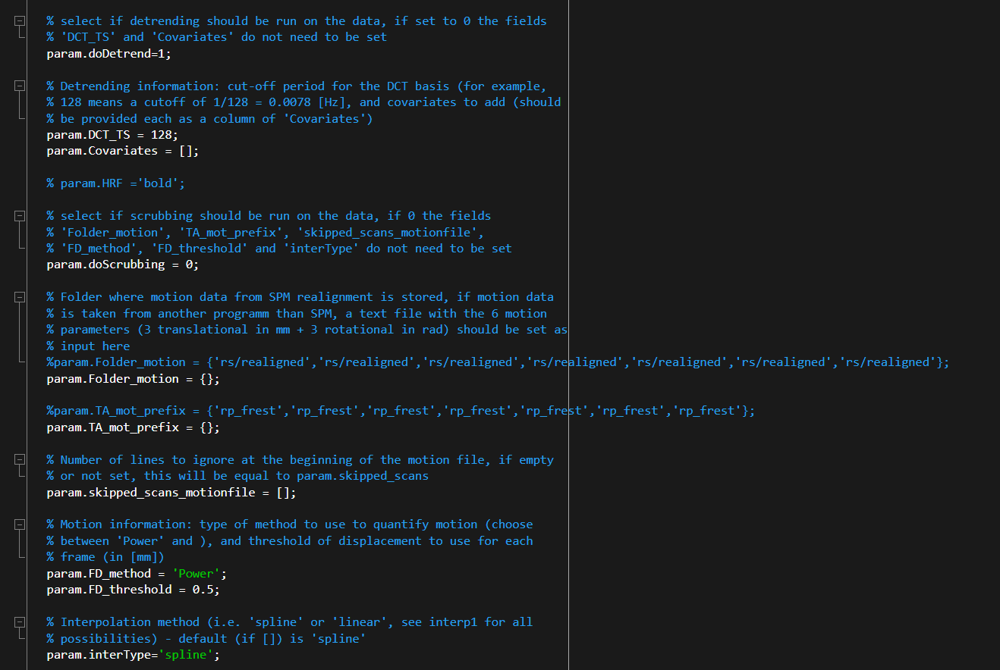 % select if detrending should be run on the data, if set to 0 the fields
% 'DCT_TS' and 'Covariates' do not need to be set
param.doDetrend=1;
% Detrending information: cut-off period for the DCT basis (for example,
% 128 means a cutoff of 1/128 = 0.0078 [Hz], and covariates to add (should
% be provided each as a column of 'Covariates')
param.DCT_TS = 128;
param.Covariates = [];
% param.HRF ='bold';
% select if scrubbing should be run on the data, if 0 the fields
% 'Folder_motion', 'TA_mot_prefix', 'skipped_scans_motionfile',
% 'FD_method', 'FD_threshold' and 'interType' do not need to be set
param.doScrubbing = 0;
% Folder where motion data from SPM realignment is stored, if motion data
% is taken from another programm than SPM, a text file with the 6 motion
% parameters (3 translational in mm + 3 rotational in rad) should be set as
% input here
%param.Folder_motion = {'rs/realigned','rs/realigned','rs/realigned','rs/realigned','rs/realigned','rs/realigned','rs/realigned'};
param.Folder_motion = {};
%param.TA_mot_prefix = {'rp_frest','rp_frest','rp_frest','rp_frest','rp_frest','rp_frest','rp_frest'};
param.TA_mot_prefix = {};
% Number of lines to ignore at the beginning of the motion file, if empty
% or not set, this will be equal to param.skipped_scans
param.skipped_scans_motionfile = [];
% Motion information: type of method to use to quantify motion (choose
% between 'Power' and ), and threshold of displacement to use for each
% frame (in [mm])
param.FD_method = 'Power';
param.FD_threshold = 0.5;
% Interpolation method (i.e. 'spline' or 'linear', see interp1 for all
% possibilities) - default (if []) is 'spline'
param.interType='spline';